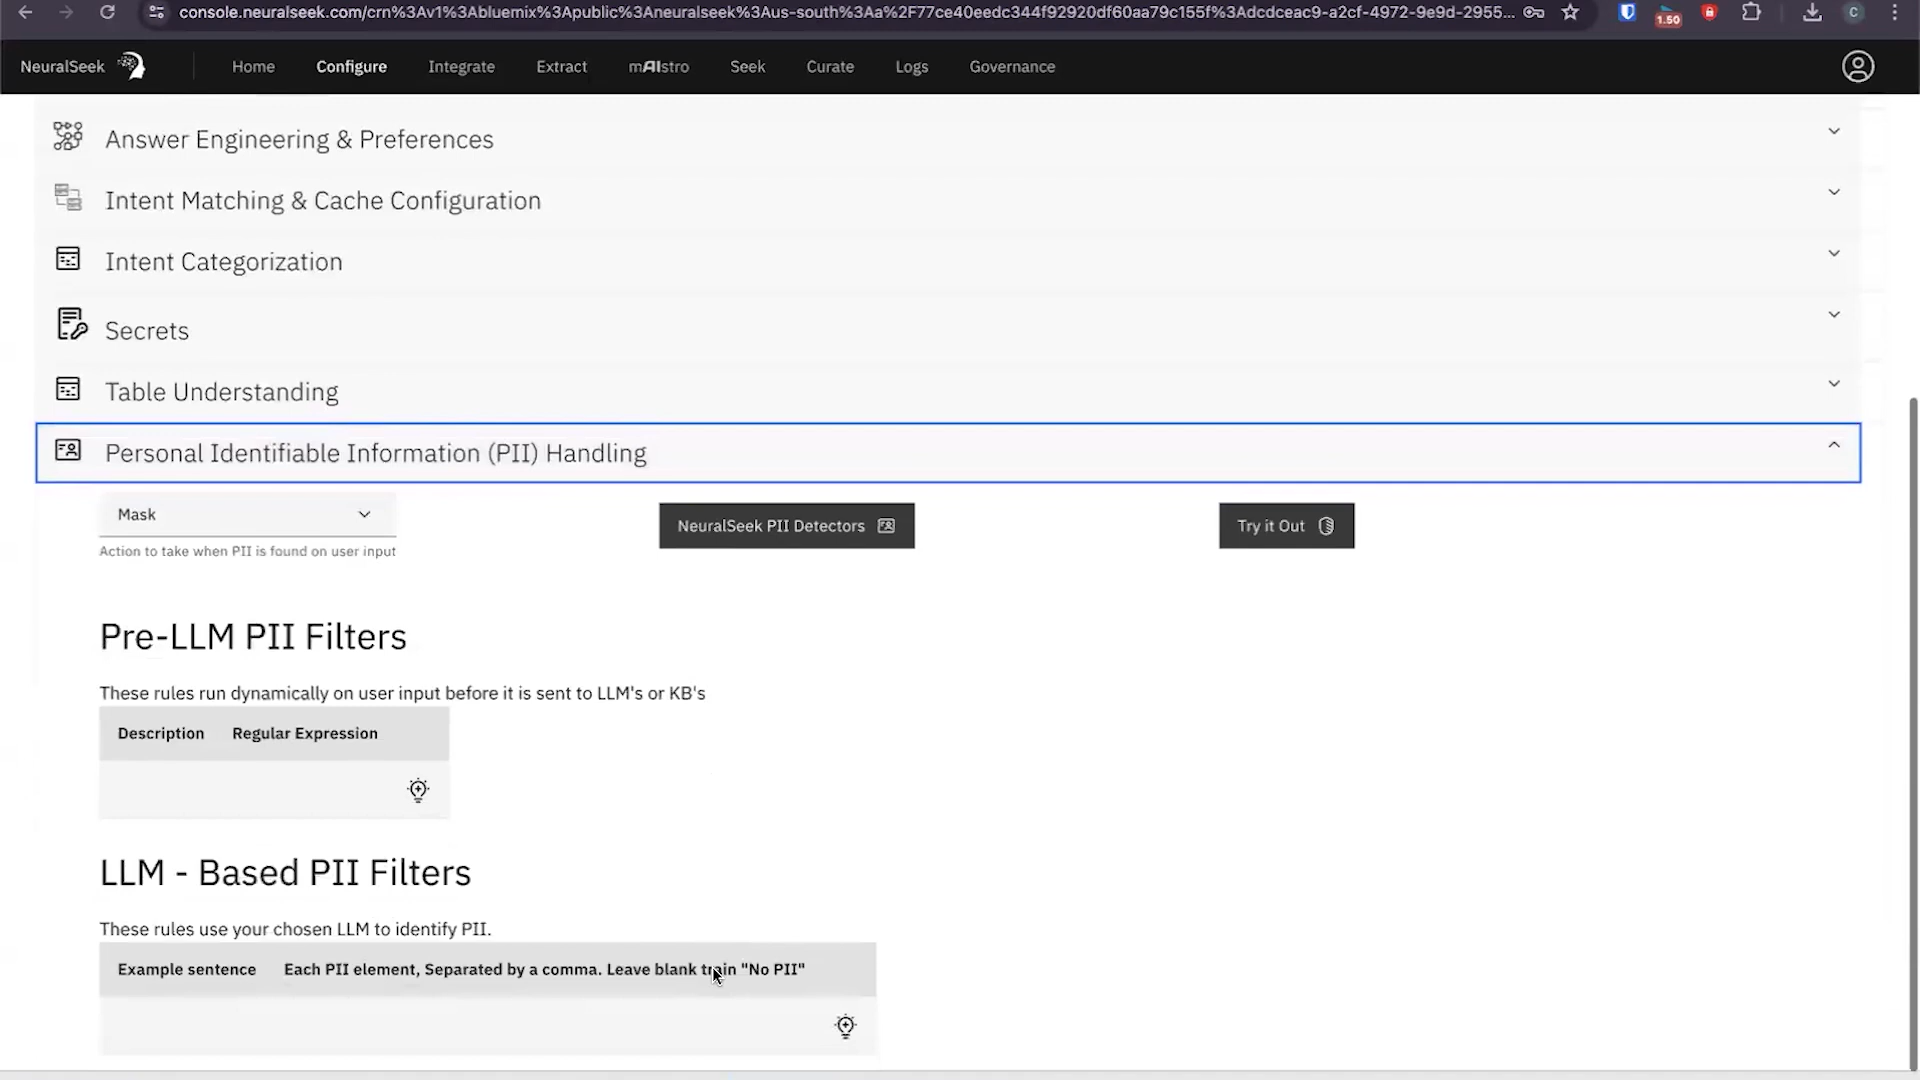 console.neuralseek.com/crn%3Av1%3Abluemix%3Apublic%3Aneuralseek%3Aus-south%3Aa%2F77ce40eedc344f92920df60aa79c155f%3Adcdceac9-a2cf-4972-9e9d-2955...
1.50
C
NeuralSeek
Home
Configure
Integrate
Extract
mAIstro
Seek
Curate
Logs
Governance
Answer Engineering & Preferences
Intent Matching & Cache Configuration
Intent Categorization
Secrets
Table Understanding
Personal Identifiable Information (PII) Handling
Mask
NeuralSeek PII Detectors
Try it Out
Action to take when PII is found on user input
Pre-LLM PII Filters
These rules run dynamically on user input before it is sent to LLM's or KB's
Description Regular Expression
LLM - Based PII Filters
These rules use your chosen LLM to identify PII.
Example sentence Each PII element, Separated by a comma. Leave blank train "No PII"